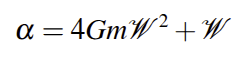 α = 4Gm𝒲² + 𝒲